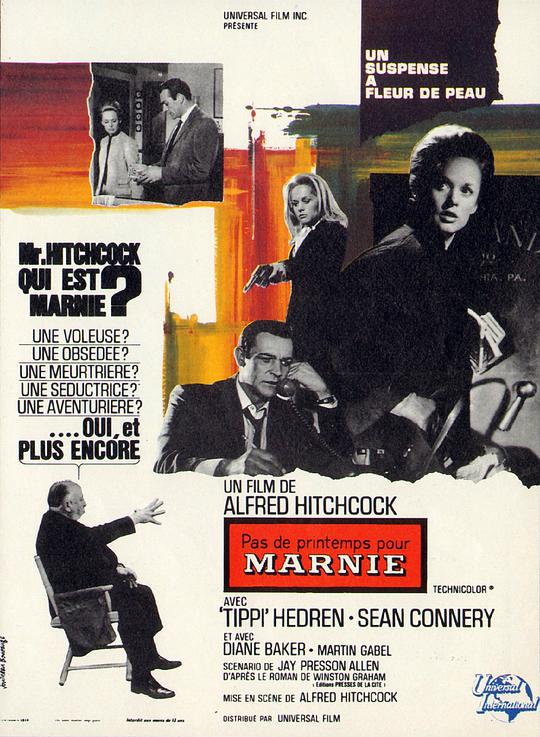 UNIVERSAL FILM INC.
PRÉSENTE
UN
SUSPENSE
A
FLEUR DE PEAU
Mr. HITCHCOCK
QUI EST
MARNIE?
UNE VOLEUSE?
UNE OBSEDEE?
UNE MEURTRIERE?
UNE SEDUCTRICE?
UNE AVENTURIERE?
....OUI, et
PLUS ENCORE
IA. PA.
UN FILM DE
ALFRED HITCHCOCK
Pas de printemps pour
MARNIE
TECHNICOLOR ®
AVEC
'TIPPI' HEDREN • SEAN CONNERY
ET AVEC
DIANE BAKER • MARTIN GABEL
SCENARIO DE JAY PRESSON ALLEN
D'APRÈS LE ROMAN DE WINSTON GRAHAM
• Editions PRESSES DE LA CITE •
MISE EN SCÈNE DE ALFRED HITCHCOCK
DISTRIBUÉ PAR UNIVERSAL FILM
Interdit aux moins de 13 ans
Universal
International